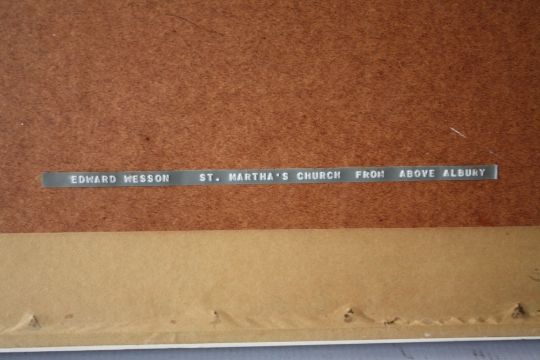 EDWARD WESSON ST. MARTHA'S CHURCH FROM ABOVE ALBURY